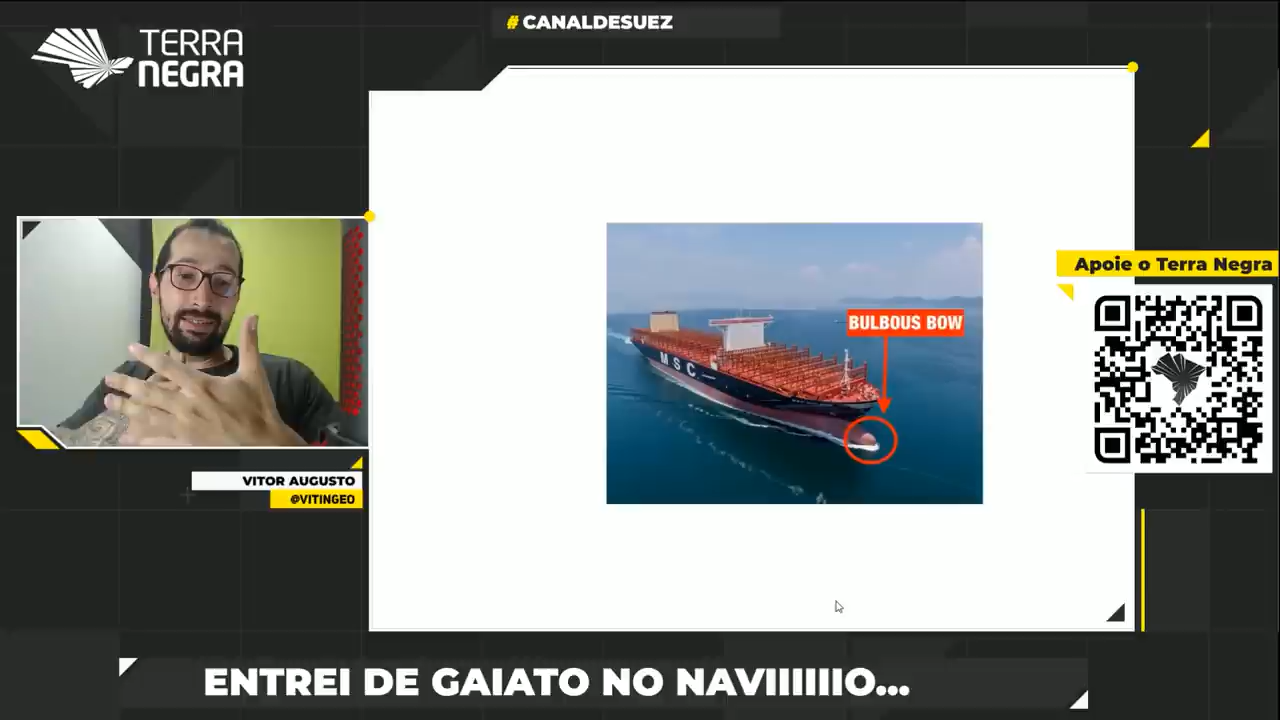 #CANALDESUEZ
TERRA
NEGRA
BULBOUS BOW
MSC
Apoie o Terra Negra
VITOR AUGUSTO
@VITINGEO
ENTREI DE GAIATO NO NAVIIIIIIO...